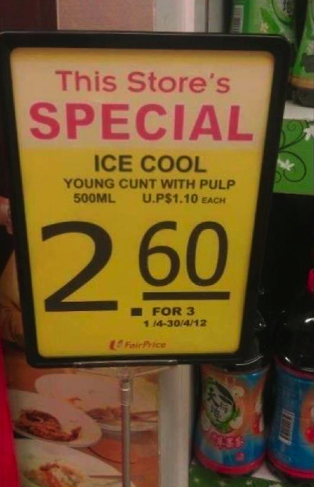 This Store's
SPECIAL
ICE COOL
YOUNG CUNT WITH PULP
500ML U.P$1.10 EACH
2.60
FOR 3
1/4-30/4/12
FairPrice